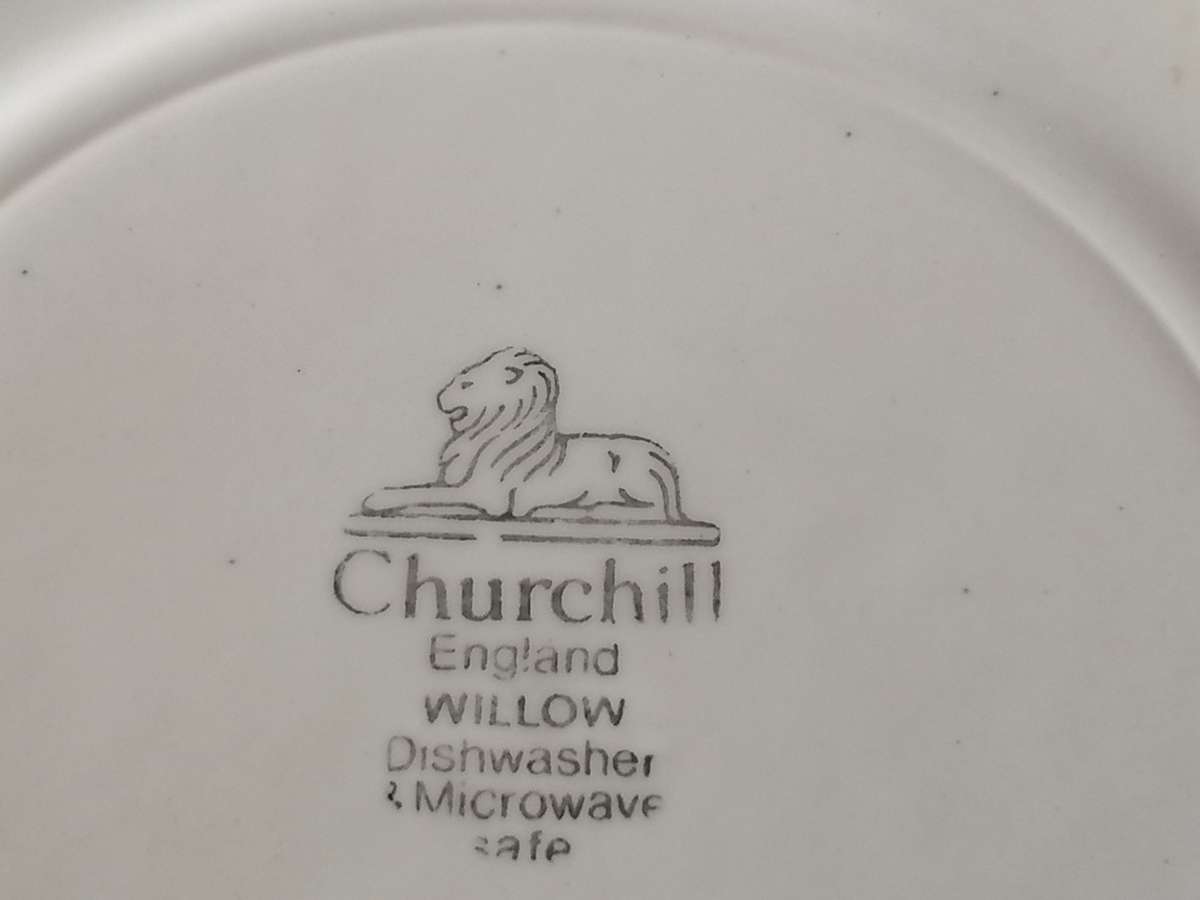 Churchill
England
WILLOW
Dishwasher
& Microwave
safe